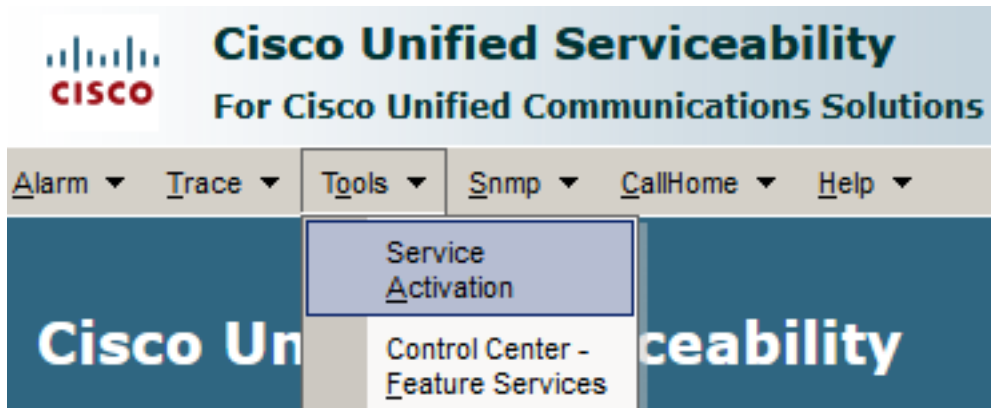 CISCO
Cisco Unified Serviceability
For Cisco Unified Communications Solutions
Alarm Trace Tools Snmp CallHome Help
Service
Activation
Cisco Un ceability
Control Center -
Feature Services